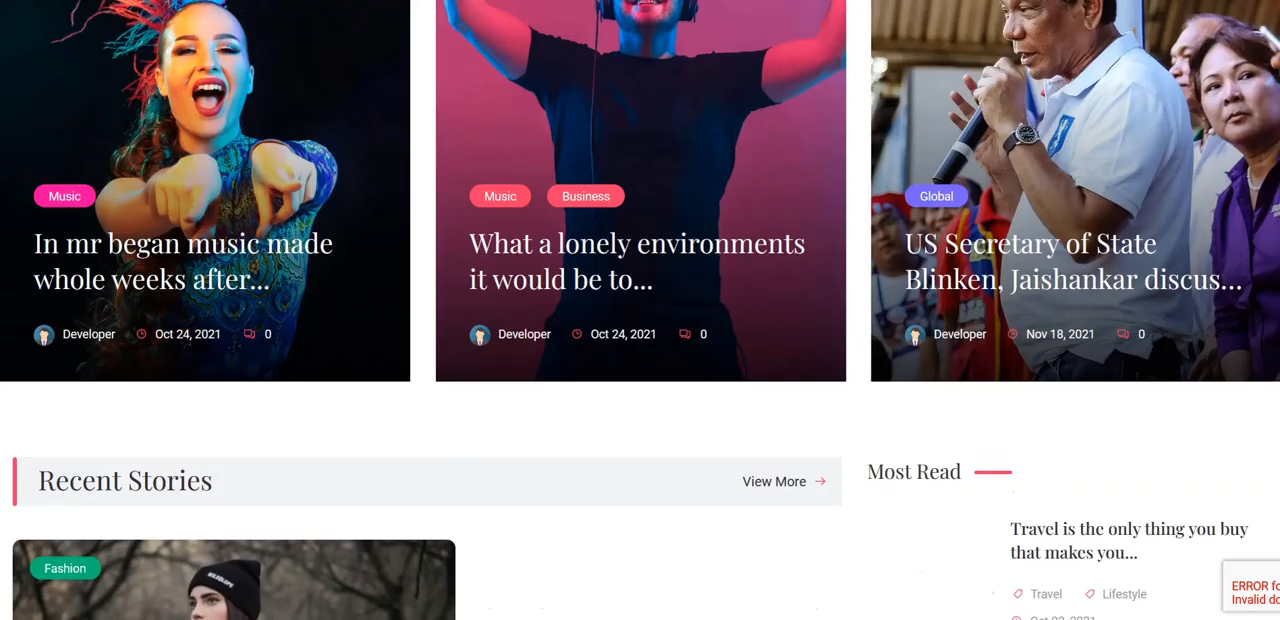 Music
In mr began music made
whole weeks after...
Developer Oct 24, 2021 0
Music Business
What a lonely environments
it would be to...
Developer Oct 24, 2021 0
Global
US Secretary of State
Blinken, Jaishankar discus...
Developer Nov 18, 2021 0
Recent Stories
View More
Most Read
Fashion
Travel is the only thing you buy
that makes you...
Travel Lifestyle
ERROR fo
Invalid do